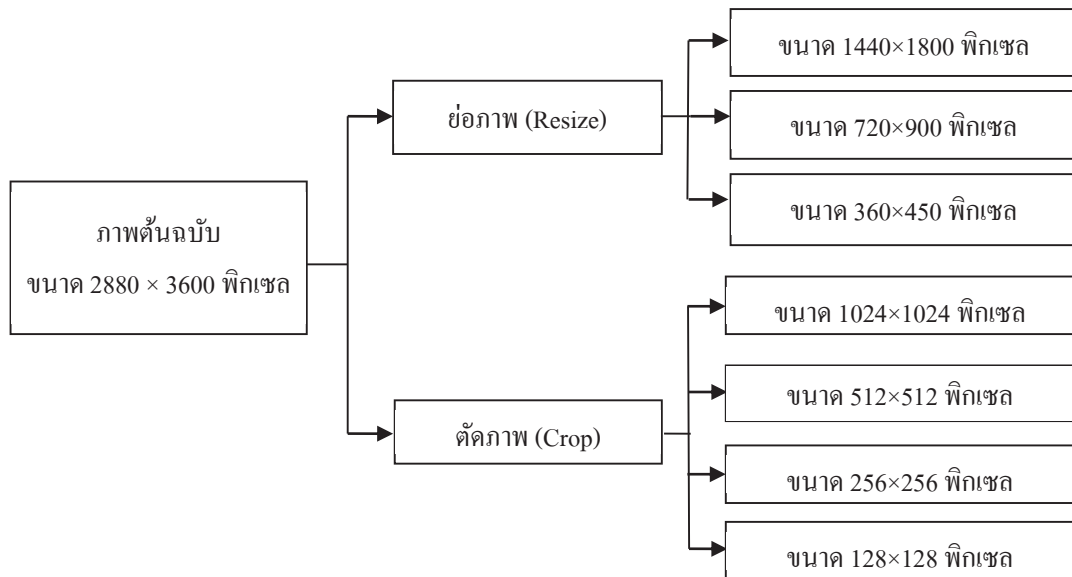 ภาพต้นฉบับ
ขนาด 2880 × 3600 พิกเซล
ย่อภาพ (Resize)
ขนาด 1440×1800 พิกเซล
ขนาด 720×900 พิกเซล
ขนาด 360×450 พิกเซล
ตัดภาพ (Crop)
ขนาด 1024×1024 พิกเซล
ขนาด 512×512 พิกเซล
ขนาด 256×256 พิกเซล
ขนาด 128×128 พิกเซล